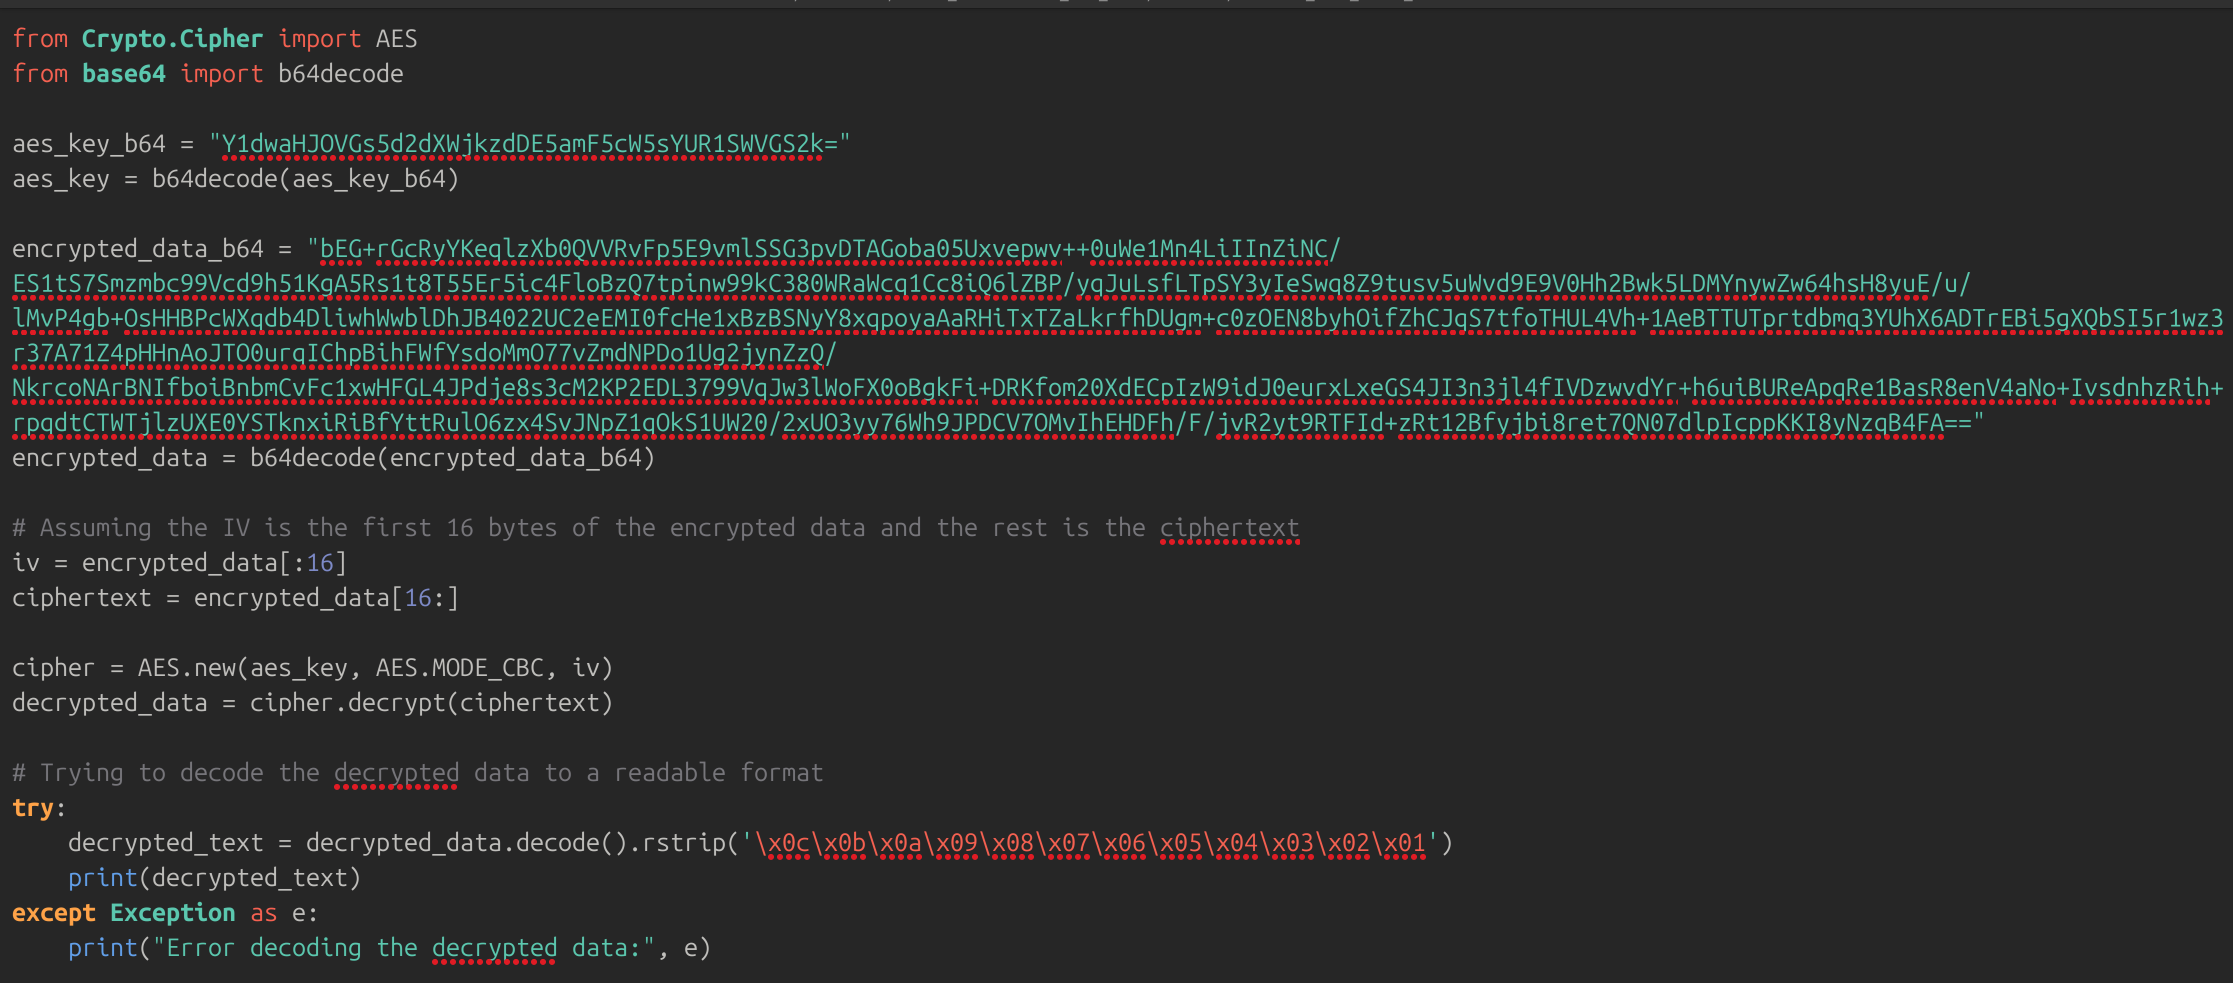 from Crypto.Cipher import AES
from base64 import b64decode
aes_key_b64 = "Y1dwaHJOVGs5d2dXWjkzdDE5amF5cW5sYUR1SWVGS2k="
aes_key = b64decode(aes_key_b64)
encrypted_data_b64 = "bEG+rGcRyYKeqlzXb0QVVRvFp5E9vmlSSG3pvDTAGoba05Uxvepwv++0uWe1Mn4LiIInZiNC/
ES1tS7Smzmbc99Vcd9h51KgA5Rs1t8T55Er5ic4FloBzQ7tpinw99kC380WRaWcq1Cc8iQ6lZBP/yqJuLsfLTpSY3yIeSwq8Z9tusv5uWvd9E9V0Hh2Bwk5LDMYnywZw64hsH8yuE/u/
lMvP4gb+OsHHBPcWXqdb4DliwhWwblDhJB4022UC2eEMI0fcHe1xBzBSNyY8xqpoyaAaRHiTxTZaLkrfhDUgm+c0zOEN8byhOifZhCJqS7tfoTHUL4Vh+1AeBTTUTprtdbmq3YUhX6ADTrEBi5gXQbSI5r1wz3
r37A71Z4pHHnAoJTO0urqIChpBihFWfYsdoMmO77vZmdNPDo1Ug2jynZzQ/
NkrcoNArBNIfboiBnbmCvFc1xwHFGL4JPdje8s3cM2KP2EDL3799VqJw3lWoFX0oBgkFi+DRKfom20XdECpIzW9idJ0eurxLxeGS4JI3n3jl4fIVDzwvdYr+h6uiBUReApqRe1BasR8enV4aNo+IvsdnhzRih+
rpqdtCTWTjlzUXE0YSTknxiRiBfYttRulO6zx4SvJNpZ1qOkS1UW20/2xUO3yy76Wh9JPDCV7OMvIhEHDFh/F/jvR2yt9RTFId+zRt12Bfyjbi8ret7QN07dlpIcppKKI8yNzqB4FA=="
encrypted_data = b64decode(encrypted_data_b64)
# Assuming the IV is the first 16 bytes of the encrypted data and the rest is the ciphertext
iv = encrypted_data[:16]
ciphertext = encrypted_data[16:]
cipher = AES.new(aes_key, AES.MODE_CBC, iv)
decrypted_data = cipher.decrypt(ciphertext)
# Trying to decode the decrypted data to a readable format
try:
    decrypted_text = decrypted_data.decode().rstrip('\x0c\x0b\x0a\x09\x08\x07\x06\x05\x04\x03\x02\x01')
    print(decrypted_text)
except Exception as e:
    print("Error decoding the decrypted data:", e)